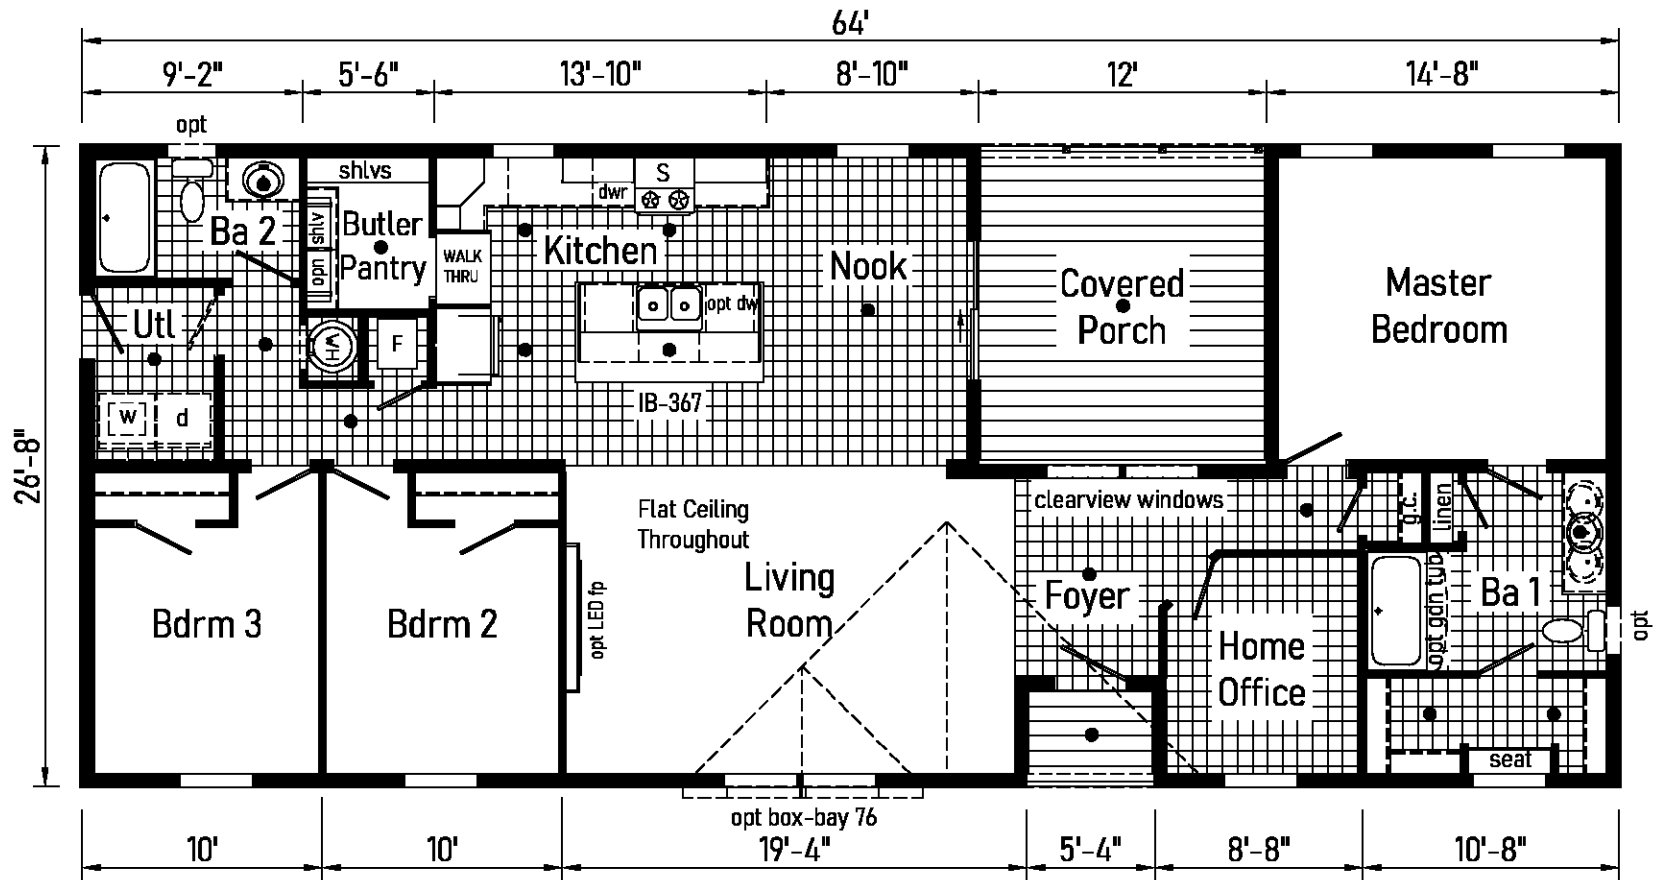 64'
9'-2"
5'-6"
13'-10"
8'-10"
12'
14'-8"
opt
26'-8"
Ba 2
shlvs
shlv
opn
Butler
Pantry
WALK
THRU
dwr
S
Kitchen
opt dw
IB-367
Nook
Covered
Porch
Master
Bedroom
Utl
WH
F
W
d
Flat Ceiling
Throughout
clearview windows
g.c.
linen
Bdrm 3
Bdrm 2
opt LED fp
Living
Room
Foyer
Home
Office
opt gdn tub
Ba 1
opt
seat
opt box-bay 76
10'
10'
19'-4"
5'-4"
8'-8"
10'-8"